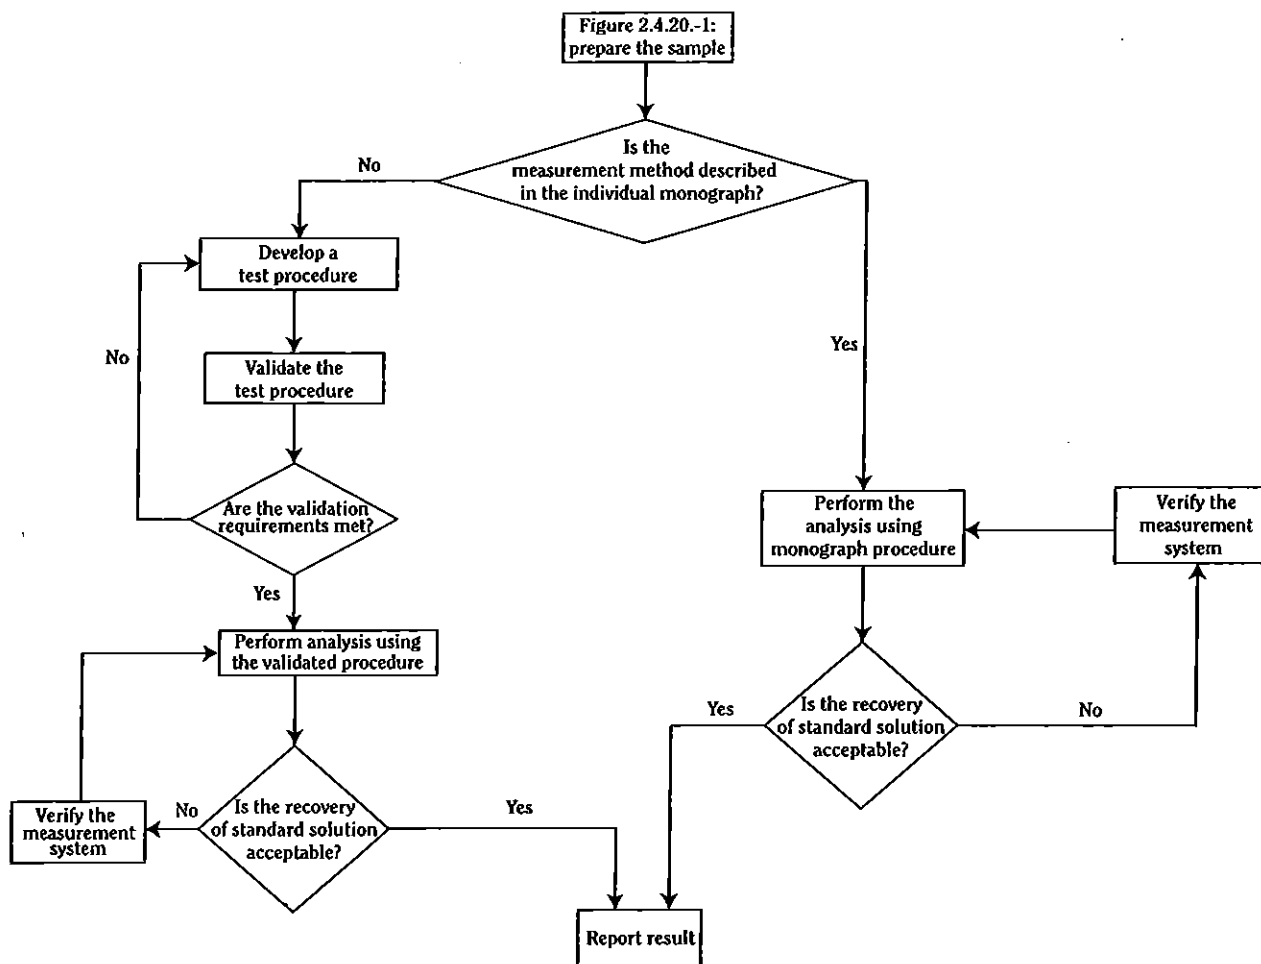 Figure 2.4.20.-1:
prepare the sample
Is the
measurement method described
in the individual monograph?
No
Yes
Develop a
test procedure
No
Validate the
test procedure
Are the validation
requirements met?
Yes
Perform analysis using
the validated procedure
Is the recovery
of standard solution
acceptable?
No
Verify the
measurement
system
Yes
Perform the
analysis using
monograph procedure
Verify the
measurement
system
Is the recovery
of standard solution
acceptable?
Yes
No
Report result